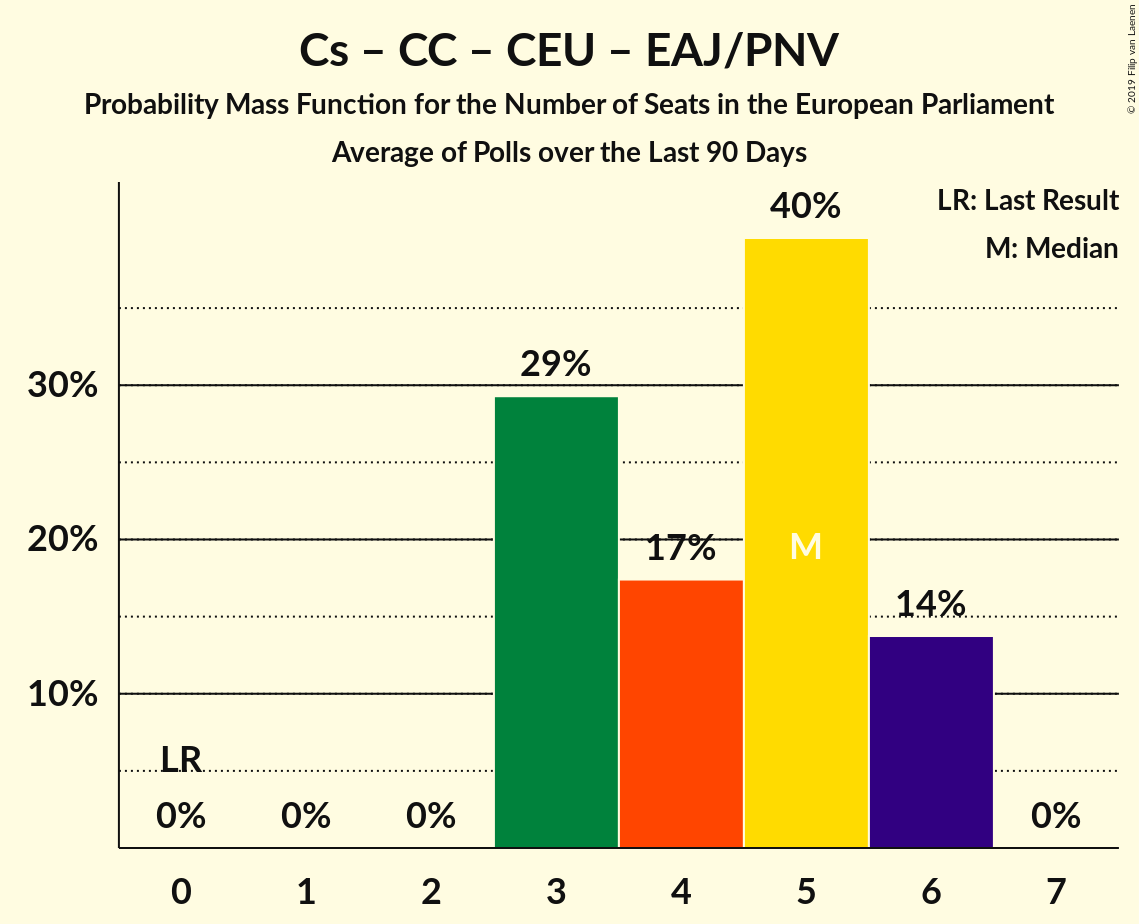 Cs – CC – CEU – EAJ/PNV
Probability Mass Function for the Number of Seats in the European Parliament
Average of Polls over the Last 90 Days
© 2019 Filip van Laenen
LR: Last Result
M: Median
40%
29%
30%
17%
20%
M
14%
10%
LR
0%
0%
0%
0%
0 1 2 3 4 5 6 7